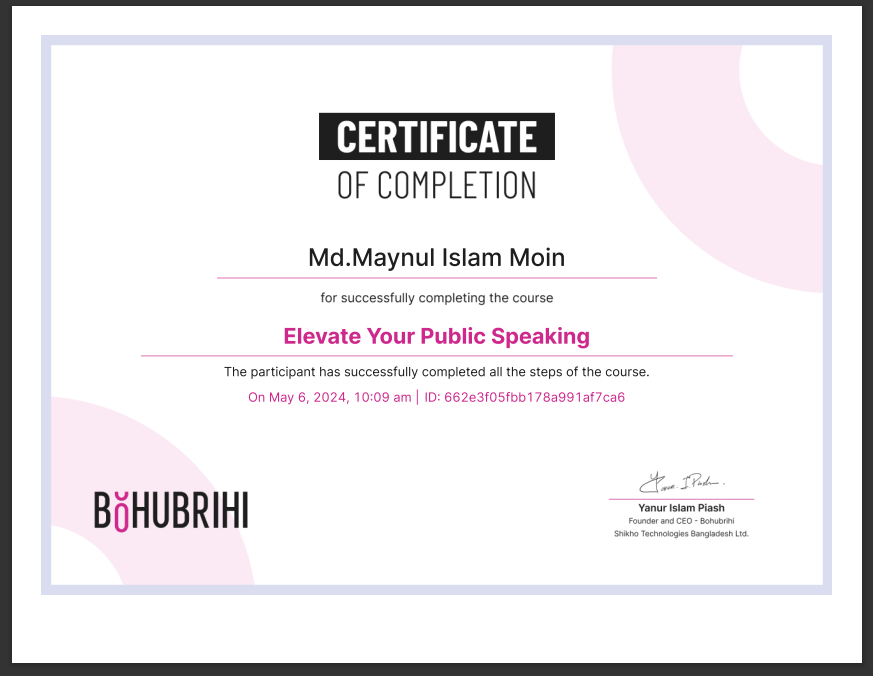 CERTIFICATE
OF COMPLETION
Md.Maynul Islam Moin
for successfully completing the course
Elevate Your Public Speaking
The participant has successfully completed all the steps of the course.
On May 6, 2024, 10:09 am | ID: 662e3f05fbb178a991af7ca6
BOHUBRIHI
Yanur Islam Piash
Founder and CEO - Bohubrihi
Shikho Technologies Bangladesh Ltd.